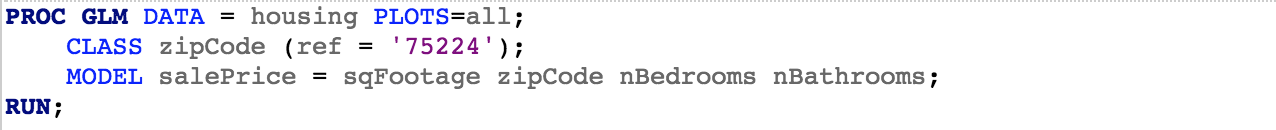 PROC GLM DATA = housing PLOTS=all;
CLASS zipCode (ref = '75224');
MODEL salePrice = sqFootage zipCode nBedrooms nBathrooms;
RUN;